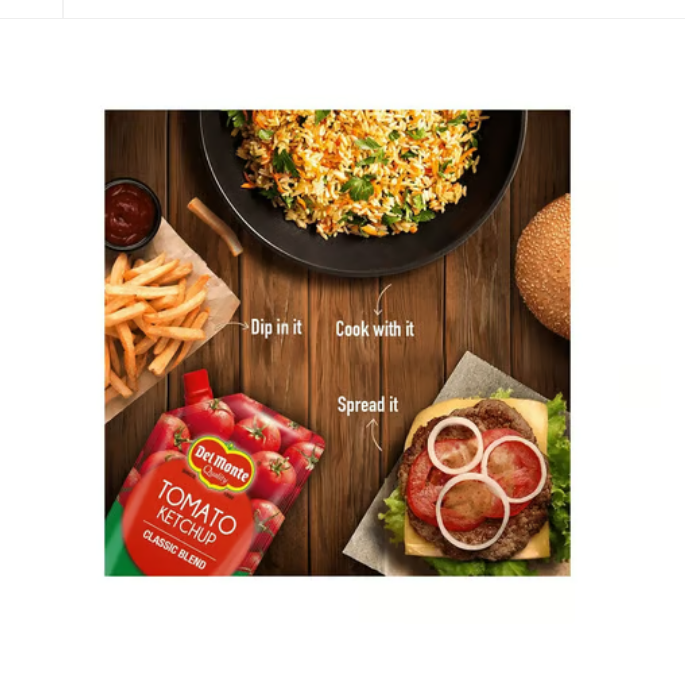 Dip in it
Cook with it
Spread it
Del Monte
Quality
TOMATO
KETCHUP
CLASSIC BLEND